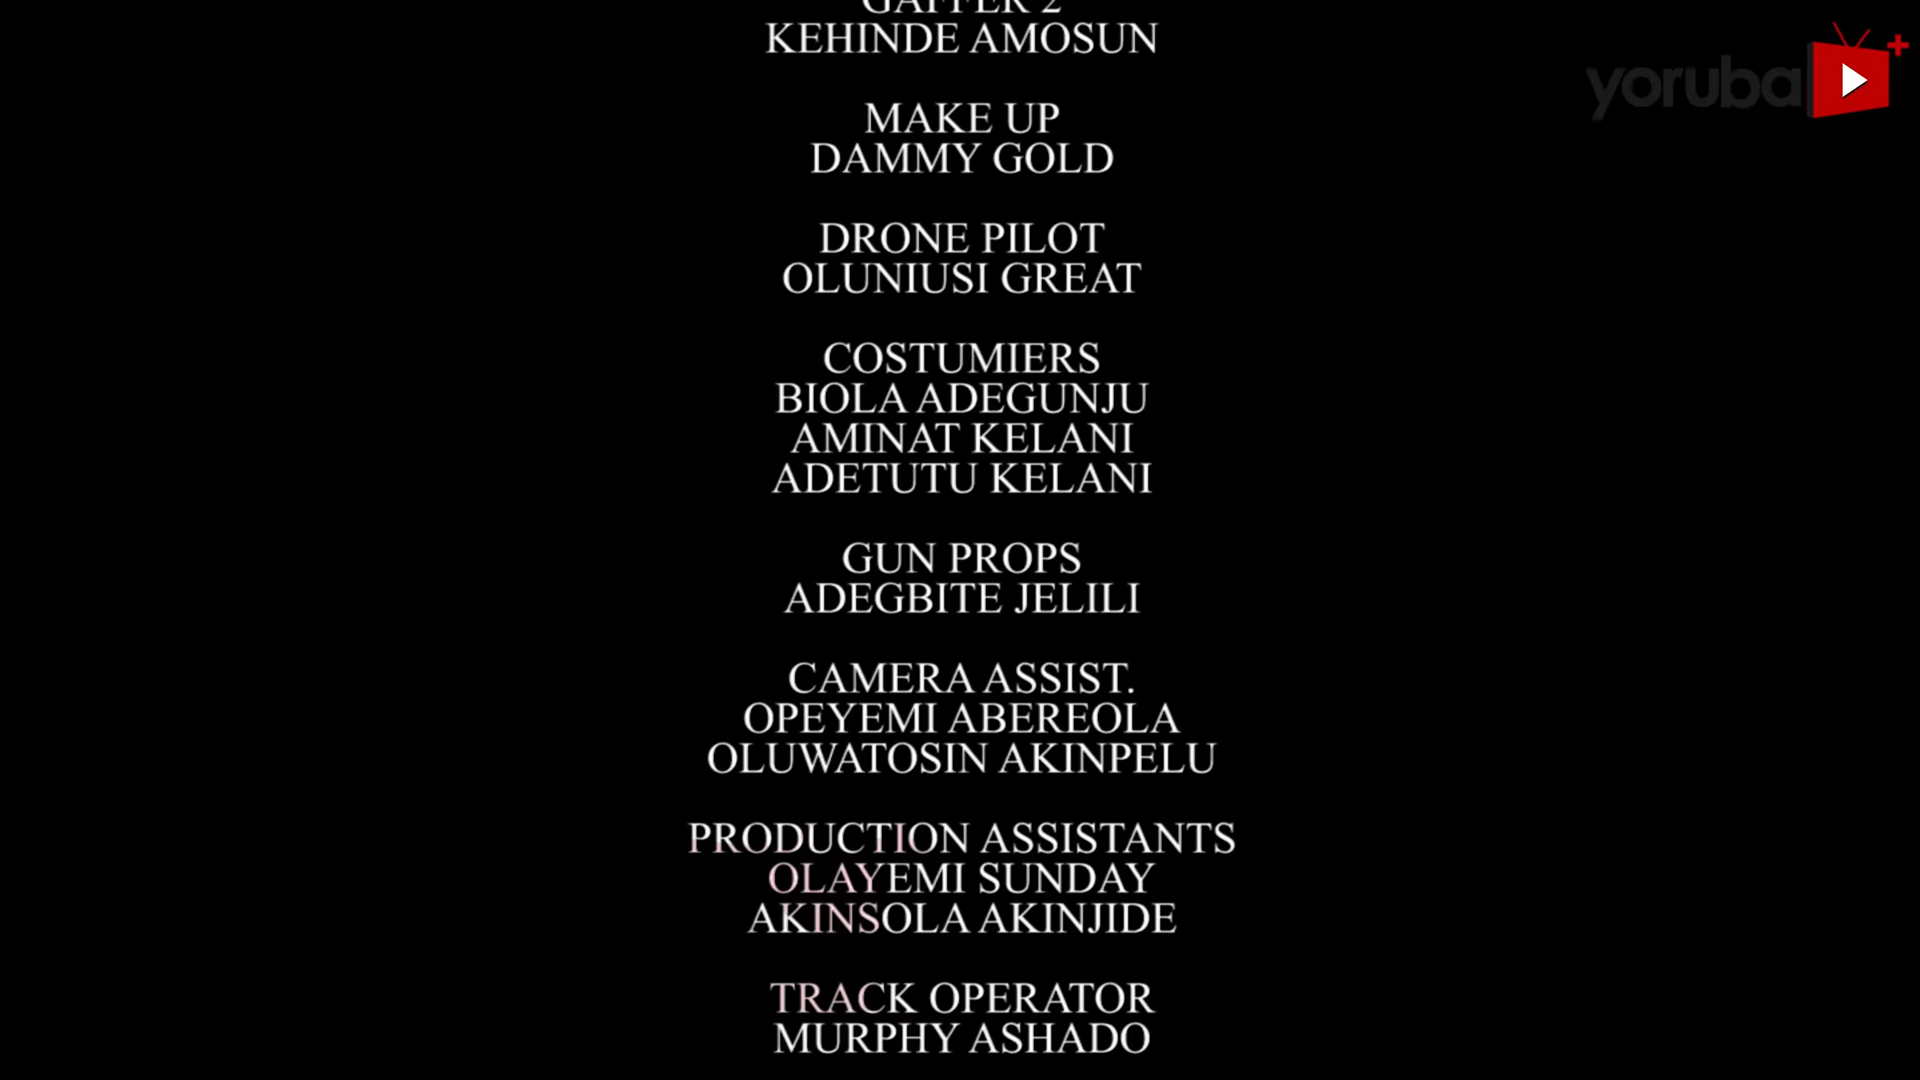 GAFFER 2
KEHINDE AMOSUN
yoruba
MAKE UP
DAMMY GOLD
DRONE PILOT
OLUNIUSI GREAT
COSTUMIERS
BIOLA ADEGUNJU
AMINAT KELANI
ADETUTU KELANI
GUN PROPS
ADEGBITE JELILI
CAMERA ASSIST.
OPEYEMI ABEREOLA
OLUWATOSIN AKINPELU
PRODUCTION ASSISTANTS
OLAYEMI SUNDAY
AKINSOLA AKINJIDE
TRACK OPERATOR
MURPHY ASHADO